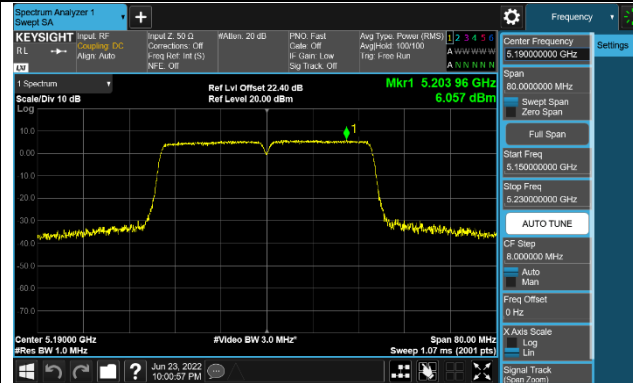 Spectrum Analyzer 1
Swept SA
Frequency
KEYSIGHT
RL
Input: RF
Coupling: DC
Align: Auto
Input Z: 50 Ω
Corrections: Off
Freq Ref: Int (S)
NFE: Off
#Atten: 20 dB
PNO: Fast
Gate: Off
IF Gain: Low
Sig Track: Off
Avg Type: Power (RMS)
Avg|Hold: 100/100
Trig: Free Run
1 2 3 4 5 6
A W W W W W
A N N N N N
LXI
1 Spectrum
Scale/Div 10 dB
Log
Ref Lvl Offset 22.40 dB
Ref Level 20.00 dBm
Mkr1 5.203 96 GHz
6.057 dBm
1
10.0
0.00
-10.0
-20.0
-30.0
-40.0
-50.0
-60.0
-70.0
Center 5.19000 GHz
#Res BW 1.0 MHz
#Video BW 3.0 MHz*
Span 80.00 MHz
Sweep 1.07 ms (2001 pts)
Jun 23, 2022
10:00:57 PM
Center Frequency
5.190000000 GHz
Settings
Span
80.0000000 MHz
Swept Span
Zero Span
Full Span
Start Freq
5.150000000 GHz
Stop Freq
5.230000000 GHz
AUTO TUNE
CF Step
8.000000 MHz
Auto
Man
Freq Offset
0 Hz
X Axis Scale
Log
Lin
Signal Track
(Span Zoom)